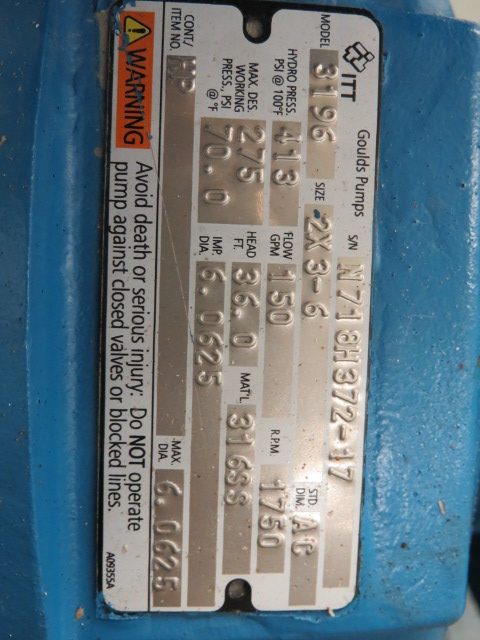 ITT Goulds Pumps S/N N718H372-17
MODEL 3196 SIZE 2X3-6 STD. DIM. AC
HYDRO PRESS. PSI @ 100°F 413 FLOW GPM 150 R.P.M. 1750
MAX. DES. WORKING PRESS., PSI @ °F 275 70.0 HEAD FT. 36.0 MAT'L. 316SS
IMP. DIA. 6.0625 MAX. DIA. 6.0625
CONT./ ITEM NO. HP
WARNING Avoid death or serious injury: Do NOT operate
pump against closed valves or blocked lines.
A09355A